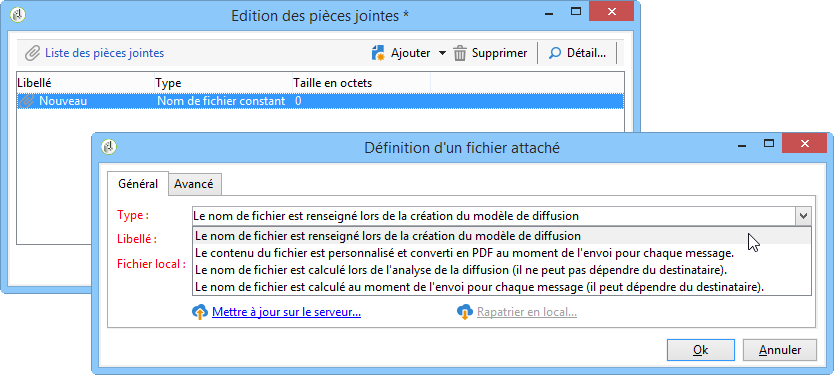 Edition des pièces jointes *
Liste des pièces jointes Ajouter Supprimer Détail...
Libellé Type Taille en octets
Nouveau Nom de fichier constant 0
Définition d'un fichier attaché
Général Avancé
Type : Le nom de fichier est renseigné lors de la création du modèle de diffusion
Libellé : Le nom de fichier est renseigné lors de la création du modèle de diffusion
Le contenu du fichier est personnalisé et converti en PDF au moment de l'envoi pour chaque message.
Fichier local : Le nom de fichier est calculé lors de l'analyse de la diffusion (il ne peut pas dépendre du destinataire).
Le nom de fichier est calculé au moment de l'envoi pour chaque message (il peut dépendre du destinataire).
Mettre à jour sur le serveur... Rapatrier en local...
Ok Annuler